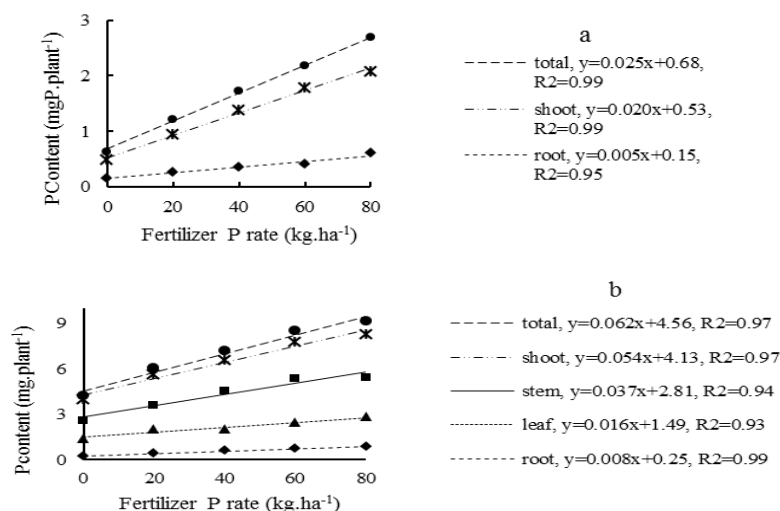 a
3
2
1
0
PContent (mgP.plant-1)
0 20 40 60 80
Fertilizer P rate (kg.ha-1)
total, y=0.025x+0.68,
R2=0.99
shoot, y=0.020x+0.53,
R2=0.99
root, y=0.005x+0.15,
R2=0.95
b
9
6
3
0
Pcontent (mg.plant-1)
0 20 40 60 80
Fertilizer P rate (kg.ha-1)
total, y=0.062x+4.56, R2=0.97
shoot, y=0.054x+4.13, R2=0.97
stem, y=0.037x+2.81, R2=0.94
leaf, y=0.016x+1.49, R2=0.93
root, y=0.008x+0.25, R2=0.99